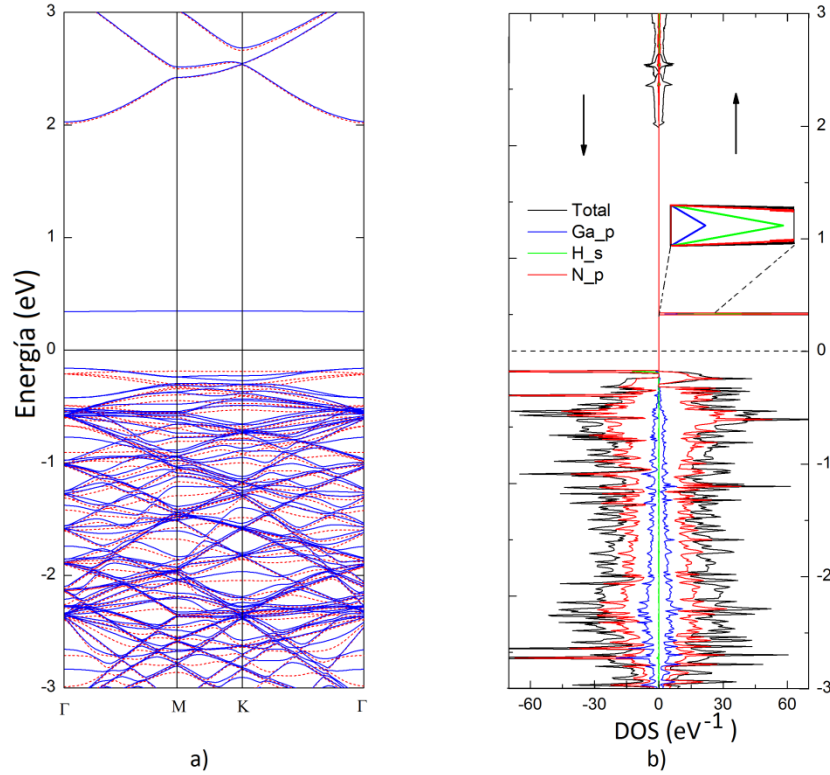 3
2
1
0
-1
-2
-3
Energía (eV)
Γ
M
K
Γ
a)
Total
Ga_p
H_s
N_p
3
2
1
0
-1
-2
-3
-60
-30
0
30
60
DOS (eV⁻¹)
b)